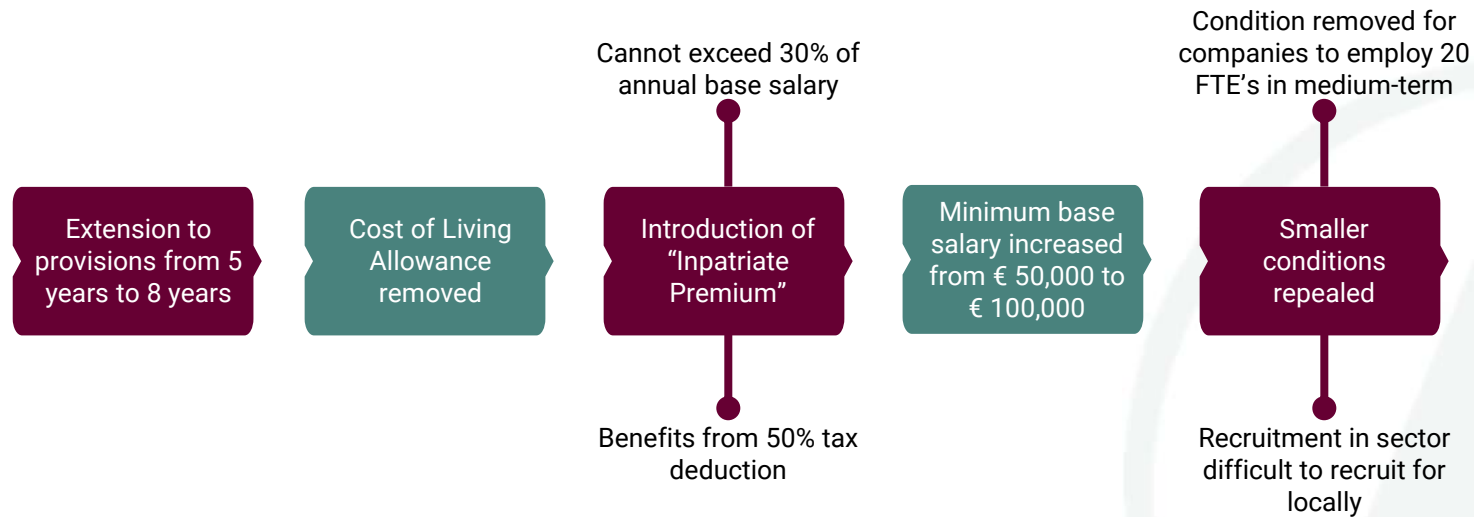 Extension to
provisions from 5
years to 8 years
Cost of Living
Allowance
removed
Cannot exceed 30% of
annual base salary
Introduction of
“Inpatriate
Premium”
Benefits from 50% tax
deduction
Minimum base
salary increased
from € 50,000 to
€ 100,000
Condition removed for
companies to employ 20
FTE's in medium-term
Smaller
conditions
repealed
Recruitment in sector
difficult to recruit for
locally